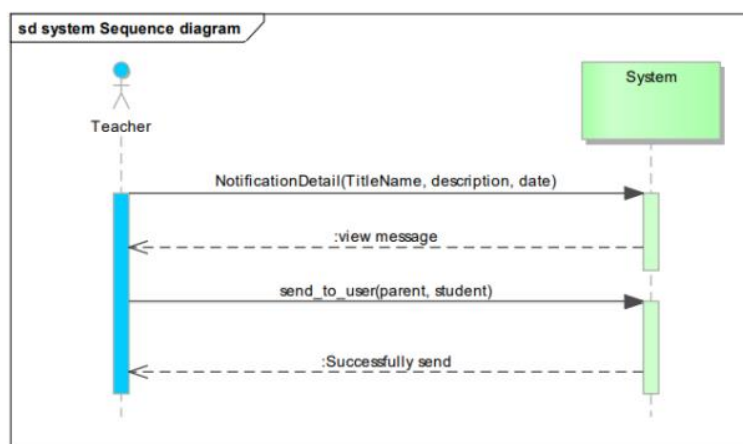 sd system Sequence diagram
System
Teacher
NotificationDetail(TitleName, description, date)
:view message
send_to_user(parent, student)
:Successfully send